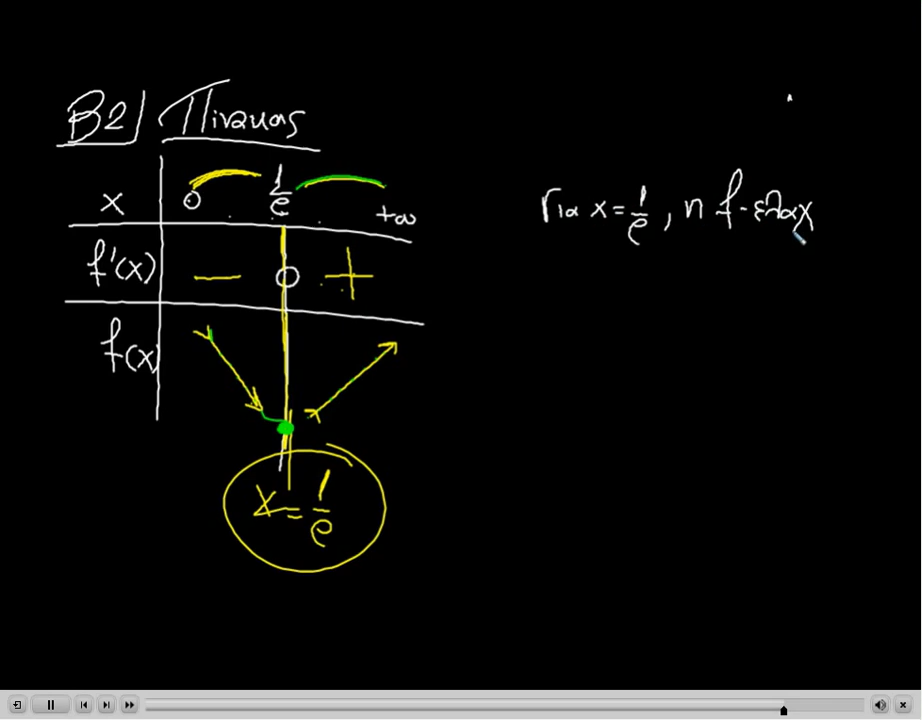 B2/ Πίνακας
x 0 1/e +∞
f'(x) − 0 +
f(x)
x = 1/e
Για x = 1/e, η f - ελαχ